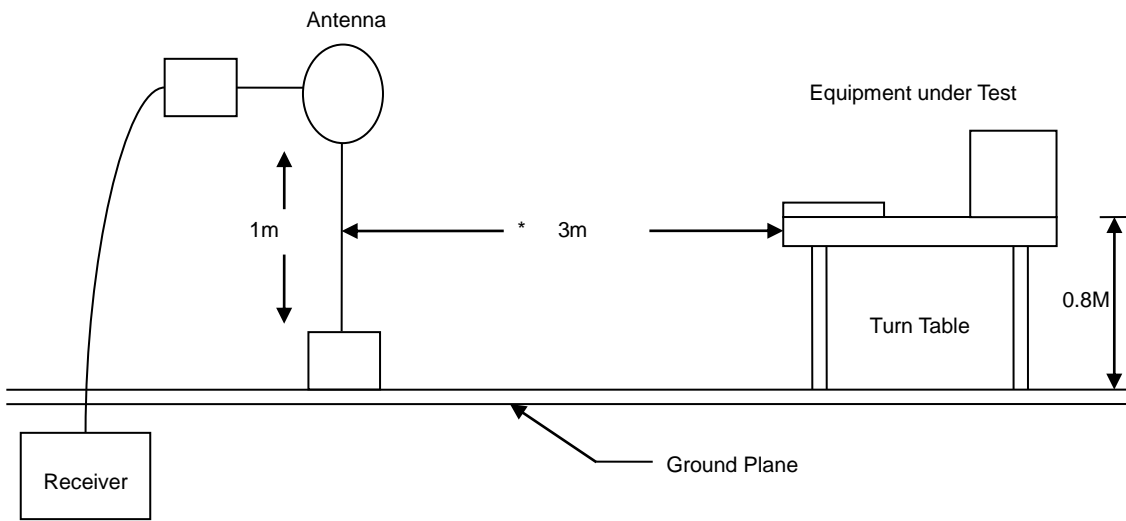 Antenna
Equipment under Test
1m
* 3m
0.8M
Turn Table
Ground Plane
Receiver